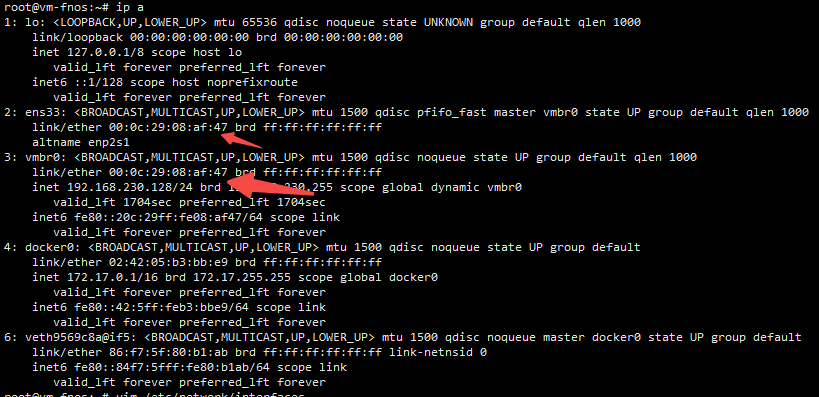 root@vm-fnos:~# ip a
1: lo: <LOOPBACK,UP,LOWER_UP> mtu 65536 qdisc noqueue state UNKNOWN group default qlen 1000
link/loopback 00:00:00:00:00:00 brd 00:00:00:00:00:00
inet 127.0.0.1/8 scope host lo
valid_lft forever preferred_lft forever
inet6 ::1/128 scope host noprefixroute
valid_lft forever preferred_lft forever
2: ens33: <BROADCAST,MULTICAST,UP,LOWER_UP> mtu 1500 qdisc pfifo_fast master vmbr0 state UP group default qlen 1000
link/ether 00:0c:29:08:af:47 brd ff:ff:ff:ff:ff:ff
altname enp2s1
3: vmbr0: <BROADCAST,MULTICAST,UP,LOWER_UP> mtu 1500 qdisc noqueue state UP group default qlen 1000
link/ether 00:0c:29:08:af:47 brd ff:ff:ff:ff:ff:ff
inet 192.168.230.128/24 brd 230.255 scope global dynamic vmbr0
valid_lft 1704sec preferred_lft 1704sec
inet6 fe80::20c:29ff:fe08:af47/64 scope link
valid_lft forever preferred_lft forever
4: docker0: <BROADCAST,MULTICAST,UP,LOWER_UP> mtu 1500 qdisc noqueue state UP group default
link/ether 02:42:05:b3:bb:e9 brd ff:ff:ff:ff:ff:ff
inet 172.17.0.1/16 brd 172.17.255.255 scope global docker0
valid_lft forever preferred_lft forever
inet6 fe80::42:5ff:feb3:bbe9/64 scope link
valid_lft forever preferred_lft forever
6: veth9569c8a@if5: <BROADCAST,MULTICAST,UP,LOWER_UP> mtu 1500 qdisc noqueue master docker0 state UP group default
link/ether 86:f7:5f:80:b1:ab brd ff:ff:ff:ff:ff:ff link-netnsid 0
inet6 fe80::84f7:5fff:fe80:b1ab/64 scope link
valid_lft forever preferred_lft forever
root@vm-fnos:~# vim /etc/network/interfaces